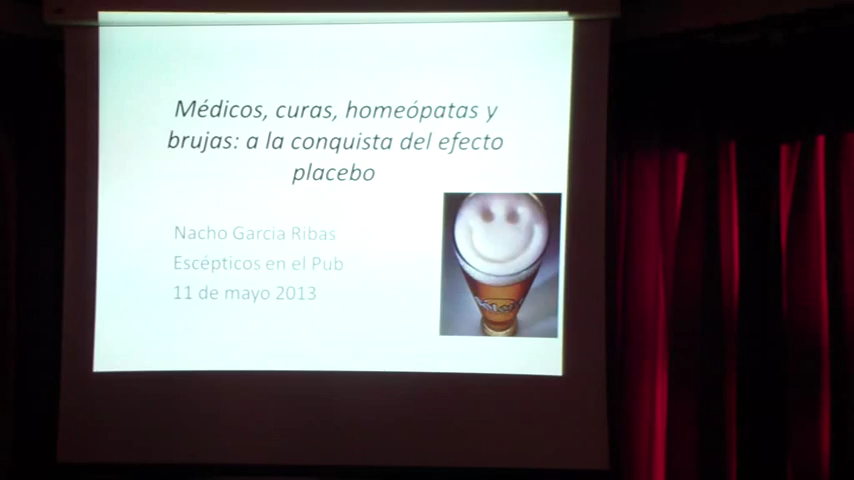 Médicos, curas, homeópatas y
brujas: a la conquista del efecto
placebo
Nacho Garcia Ribas
Escépticos en el Pub
11 de mayo 2013